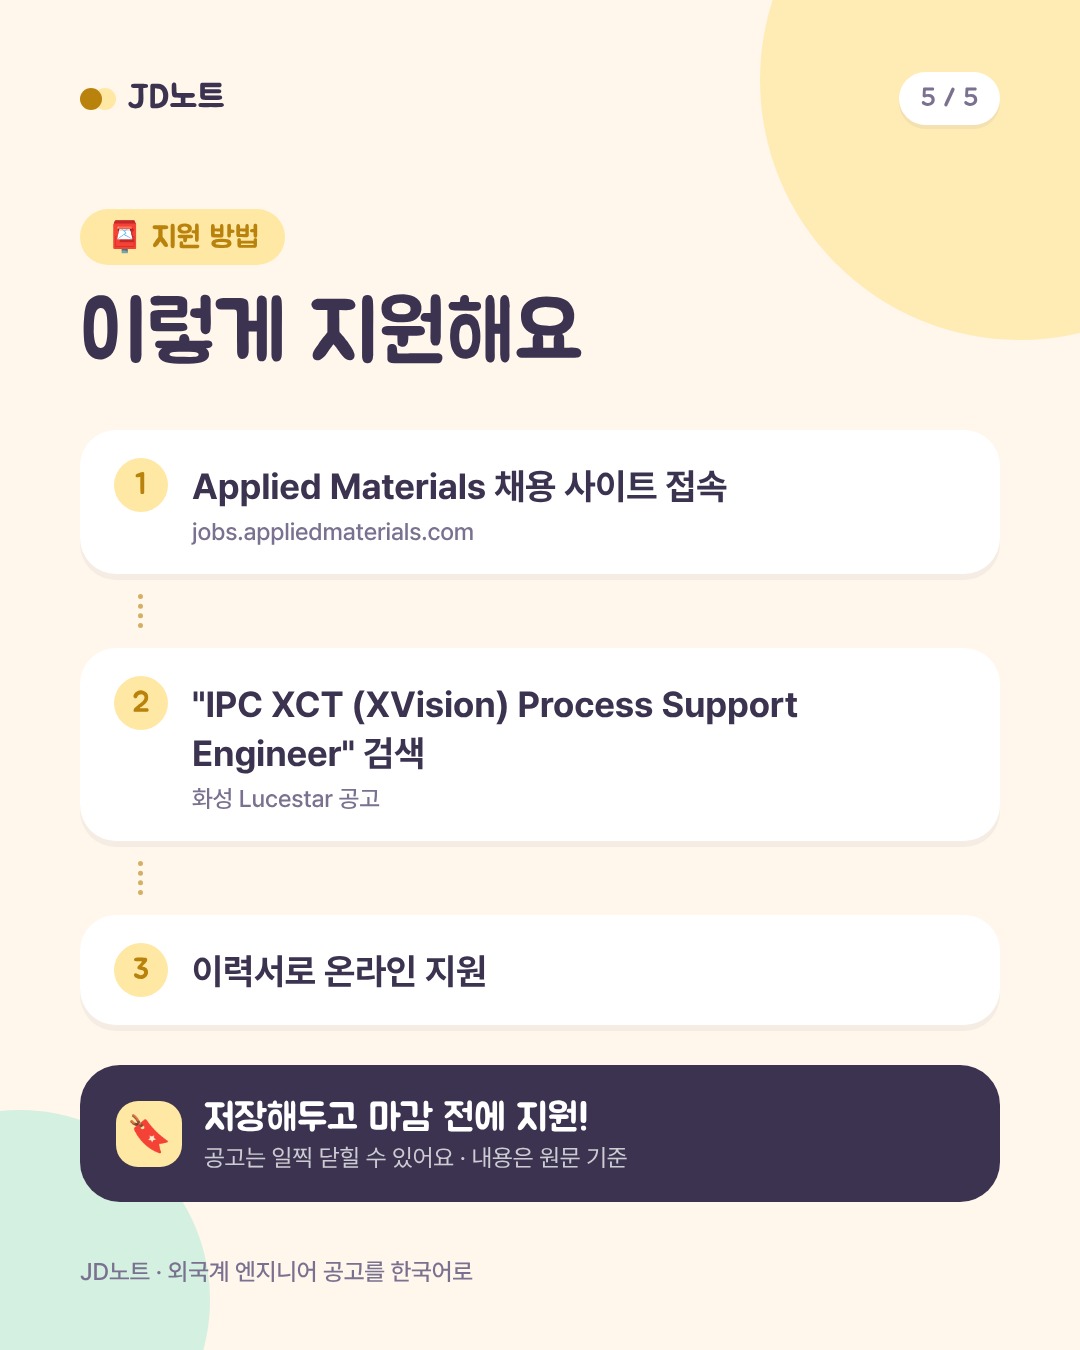 JD노트
5 / 5
지원 방법
이렇게 지원해요
1
Applied Materials 채용 사이트 접속
jobs.appliedmaterials.com
2
"IPC XCT (XVision) Process Support
Engineer" 검색
화성 Lucestar 공고
3
이력서로 온라인 지원
저장해두고 마감 전에 지원!
공고는 일찍 닫힐 수 있어요 · 내용은 원문 기준
JD노트 · 외국계 엔지니어 공고를 한국어로